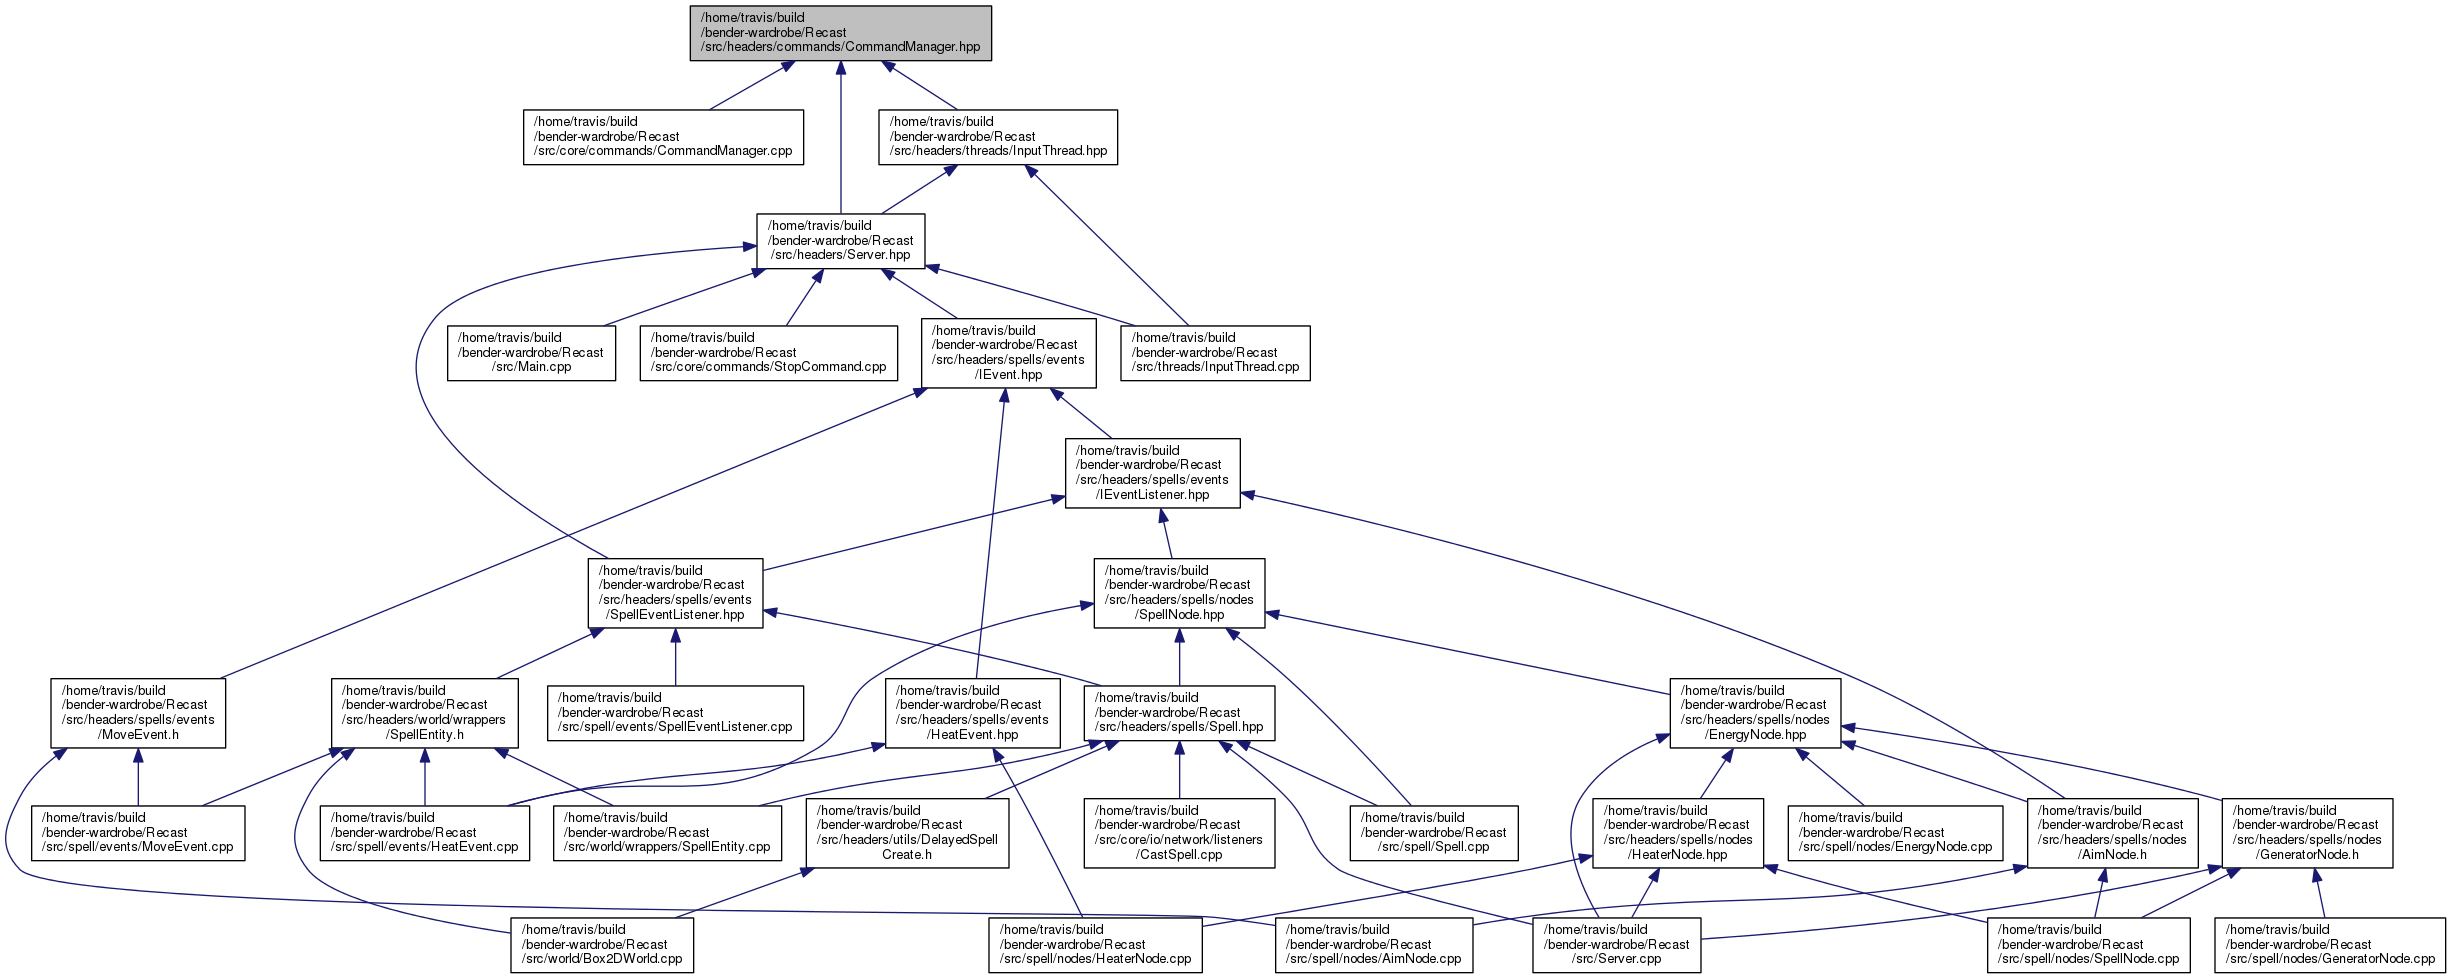 /home/travis/build
/bender-wardrobe/Recast
/src/headers/commands/CommandManager.hpp
/home/travis/build
/bender-wardrobe/Recast
/src/core/commands/CommandManager.cpp
/home/travis/build
/bender-wardrobe/Recast
/src/headers/threads/InputThread.hpp
/home/travis/build
/bender-wardrobe/Recast
/src/headers/Server.hpp
/home/travis/build
/bender-wardrobe/Recast
/src/Main.cpp
/home/travis/build
/bender-wardrobe/Recast
/src/core/commands/StopCommand.cpp
/home/travis/build
/bender-wardrobe/Recast
/src/headers/spells/events
/IEvent.hpp
/home/travis/build
/bender-wardrobe/Recast
/src/threads/InputThread.cpp
/home/travis/build
/bender-wardrobe/Recast
/src/headers/spells/events
/IEventListener.hpp
/home/travis/build
/bender-wardrobe/Recast
/src/headers/spells/events
/SpellEventListener.hpp
/home/travis/build
/bender-wardrobe/Recast
/src/headers/spells/nodes
/SpellNode.hpp
/home/travis/build
/bender-wardrobe/Recast
/src/headers/spells/events
/MoveEvent.h
/home/travis/build
/bender-wardrobe/Recast
/src/headers/world/wrappers
/SpellEntity.h
/home/travis/build
/bender-wardrobe/Recast
/src/spell/events/SpellEventListener.cpp
/home/travis/build
/bender-wardrobe/Recast
/src/headers/spells/events
/HeatEvent.hpp
/home/travis/build
/bender-wardrobe/Recast
/src/headers/spells/Spell.hpp
/home/travis/build
/bender-wardrobe/Recast
/src/headers/spells/nodes
/EnergyNode.hpp
/home/travis/build
/bender-wardrobe/Recast
/src/spell/events/MoveEvent.cpp
/home/travis/build
/bender-wardrobe/Recast
/src/spell/events/HeatEvent.cpp
/home/travis/build
/bender-wardrobe/Recast
/src/world/wrappers/SpellEntity.cpp
/home/travis/build
/bender-wardrobe/Recast
/src/headers/utils/DelayedSpell
Create.h
/home/travis/build
/bender-wardrobe/Recast
/src/core/io/network/listeners
/CastSpell.cpp
/home/travis/build
/bender-wardrobe/Recast
/src/spell/Spell.cpp
/home/travis/build
/bender-wardrobe/Recast
/src/headers/spells/nodes
/HeaterNode.hpp
/home/travis/build
/bender-wardrobe/Recast
/src/spell/nodes/EnergyNode.cpp
/home/travis/build
/bender-wardrobe/Recast
/src/headers/spells/nodes
/AimNode.h
/home/travis/build
/bender-wardrobe/Recast
/src/headers/spells/nodes
/GeneratorNode.h
/home/travis/build
/bender-wardrobe/Recast
/src/world/Box2DWorld.cpp
/home/travis/build
/bender-wardrobe/Recast
/src/spell/nodes/HeaterNode.cpp
/home/travis/build
/bender-wardrobe/Recast
/src/spell/nodes/AimNode.cpp
/home/travis/build
/bender-wardrobe/Recast
/src/Server.cpp
/home/travis/build
/bender-wardrobe/Recast
/src/spell/nodes/SpellNode.cpp
/home/travis/build
/bender-wardrobe/Recast
/src/spell/nodes/GeneratorNode.cpp